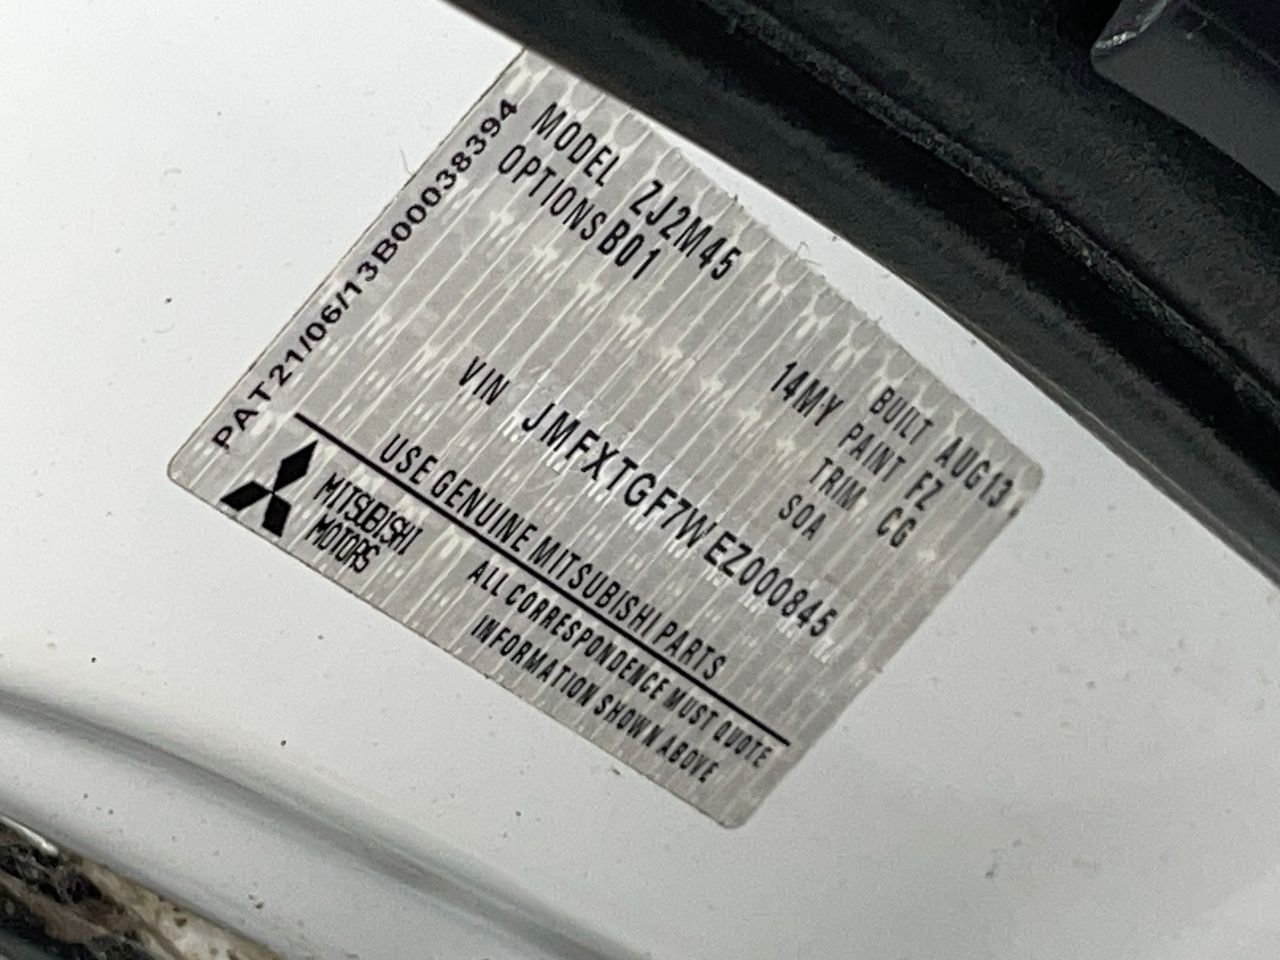 PAT21/06/13B00038394
MODEL ZJ2M45
OPTIONS B01
14MY BUILT AUG13
PAINT FZ
TRIM CG
SOA
VIN JMFXTGF7WEZ000845
USE GENUINE MITSUBISHI PARTS
MITSUBISHI
MOTORS
ALL CORRESPONDENCE MUST QUOTE
INFORMATION SHOWN ABOVE